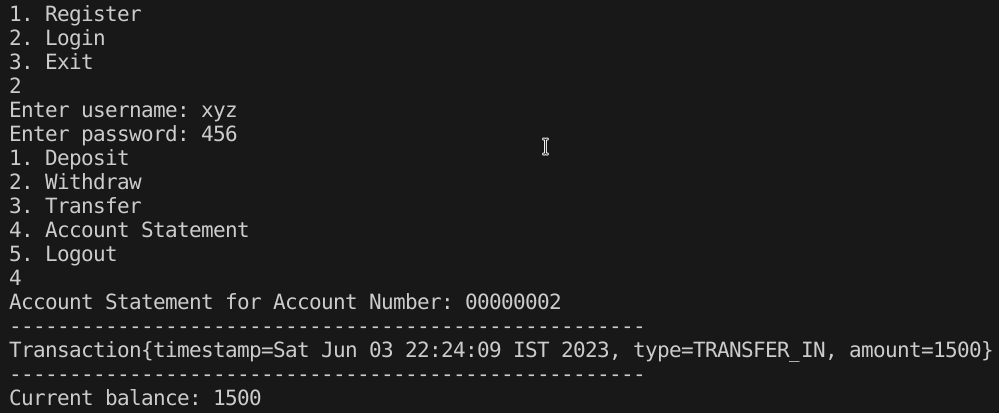 1. Register
2. Login
3. Exit
2
Enter username: xyz
Enter password: 456
1. Deposit
2. Withdraw
3. Transfer
4. Account Statement
5. Logout
4
Account Statement for Account Number: 00000002
-----------------------------------------------------
Transaction{timestamp=Sat Jun 03 22:24:09 IST 2023, type=TRANSFER_IN, amount=1500}
-----------------------------------------------------
Current balance: 1500